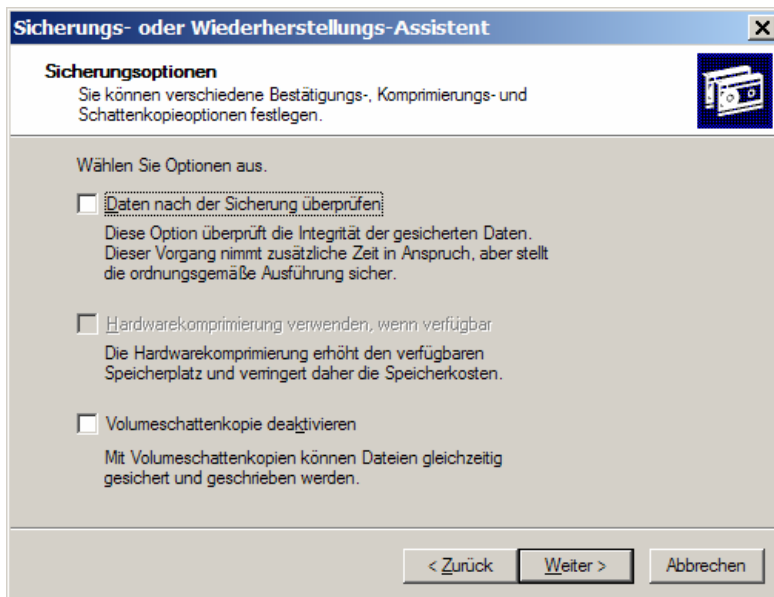 Sicherungs- oder Wiederherstellungs-Assistent
Sicherungsoptionen
Sie können verschiedene Bestätigungs-, Komprimierungs- und
Schattenkopieoptionen festlegen.
Wählen Sie Optionen aus.
Daten nach der Sicherung überprüfen
Diese Option überprüft die Integrität der gesicherten Daten.
Dieser Vorgang nimmt zusätzliche Zeit in Anspruch, aber stellt
die ordnungsgemäße Ausführung sicher.
Hardwarekomprimierung verwenden, wenn verfügbar
Die Hardwarekomprimierung erhöht den verfügbaren
Speicherplatz und verringert daher die Speicherkosten.
Volumeschattenkopie deaktivieren
Mit Volumeschattenkopien können Dateien gleichzeitig
gesichert und geschrieben werden.
< Zurück Weiter > Abbrechen